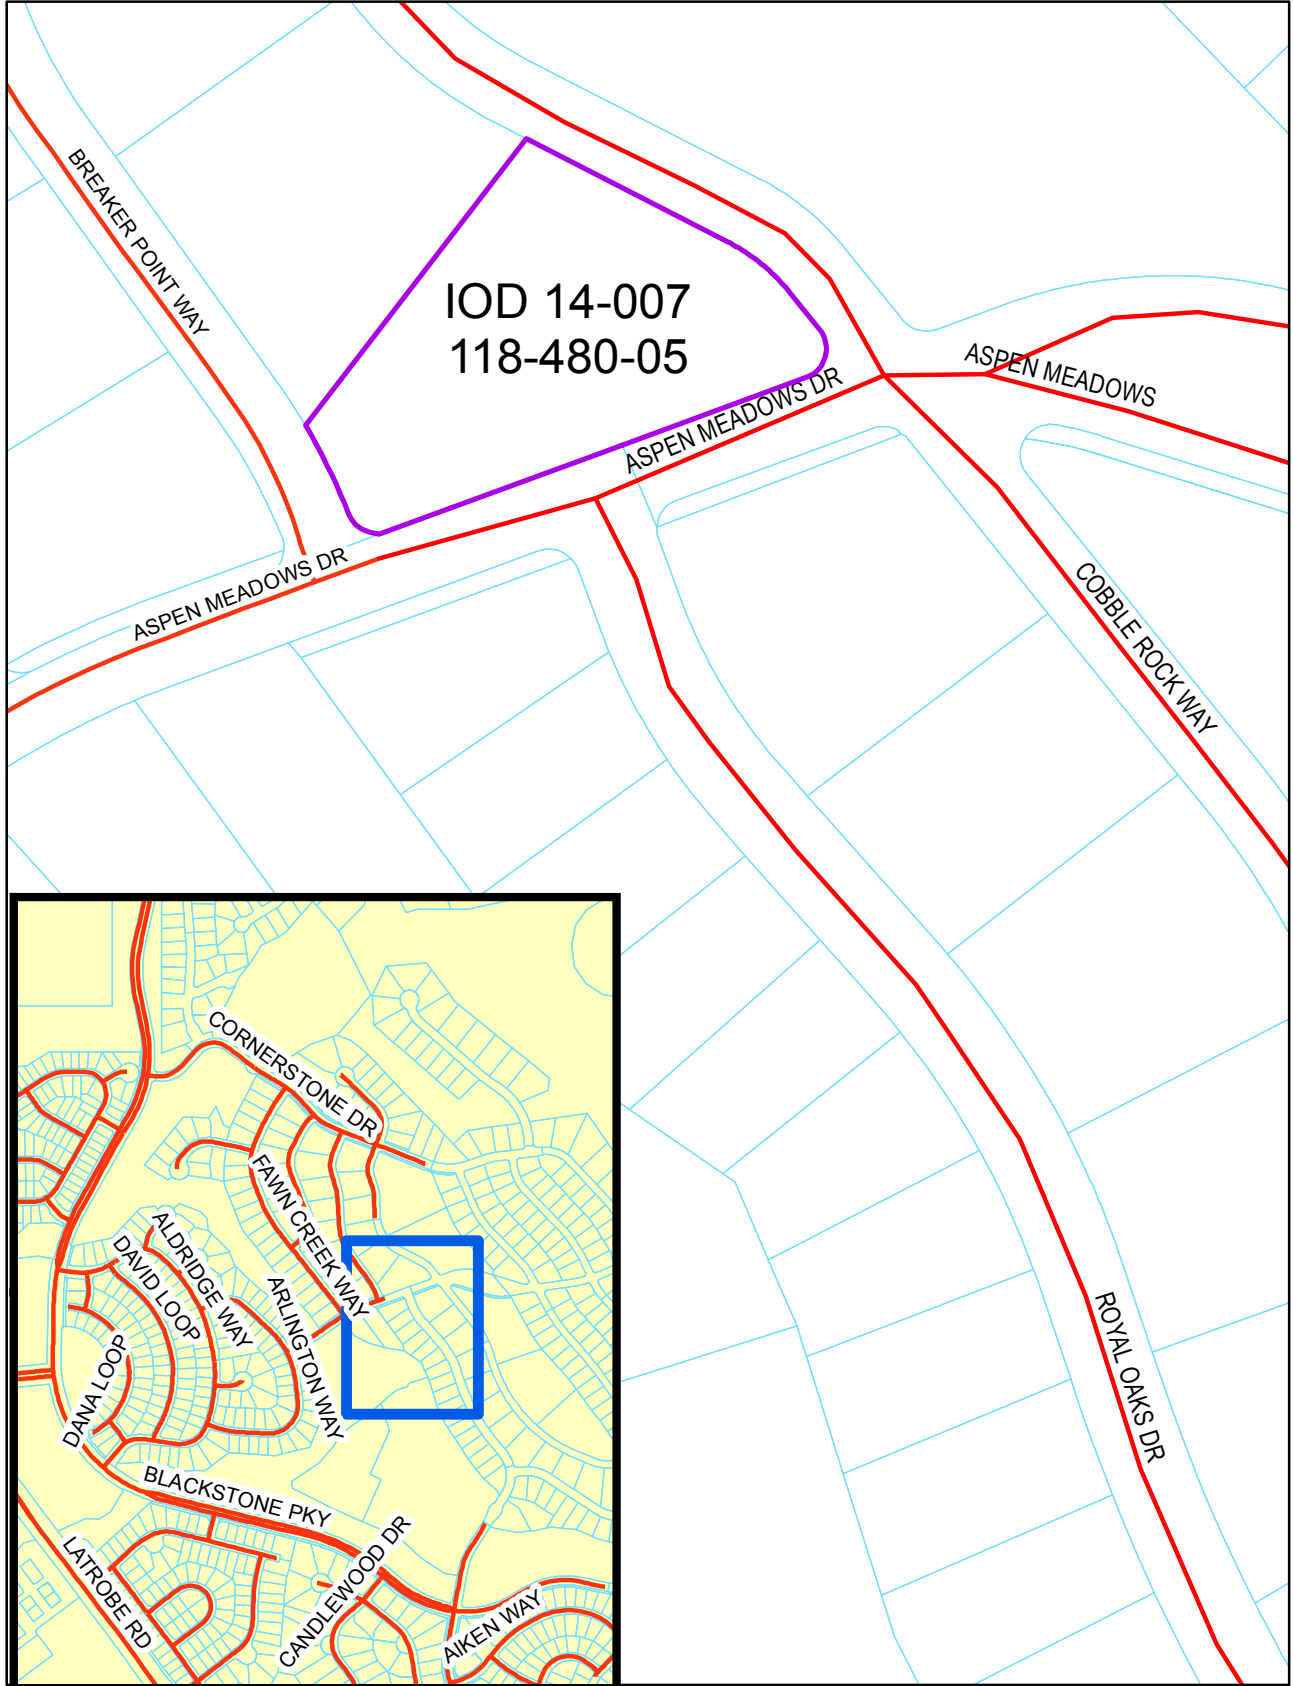 BREAKER POINT WAY
IOD 14-007
118-480-05
ASPEN MEADOWS
ASPEN MEADOWS DR
ASPEN MEADOWS DR
COBBLE ROCK WAY
ROYAL OAKS DR
CORNERSTONE DR
FAWN CREEK WAY
ALDRIDGE WAY
DAVID LOOP
ARLINGTON WAY
DANA LOOP
BLACKSTONE PKY
LATROBE RD
CANDLEWOOD DR
AIKEN WAY